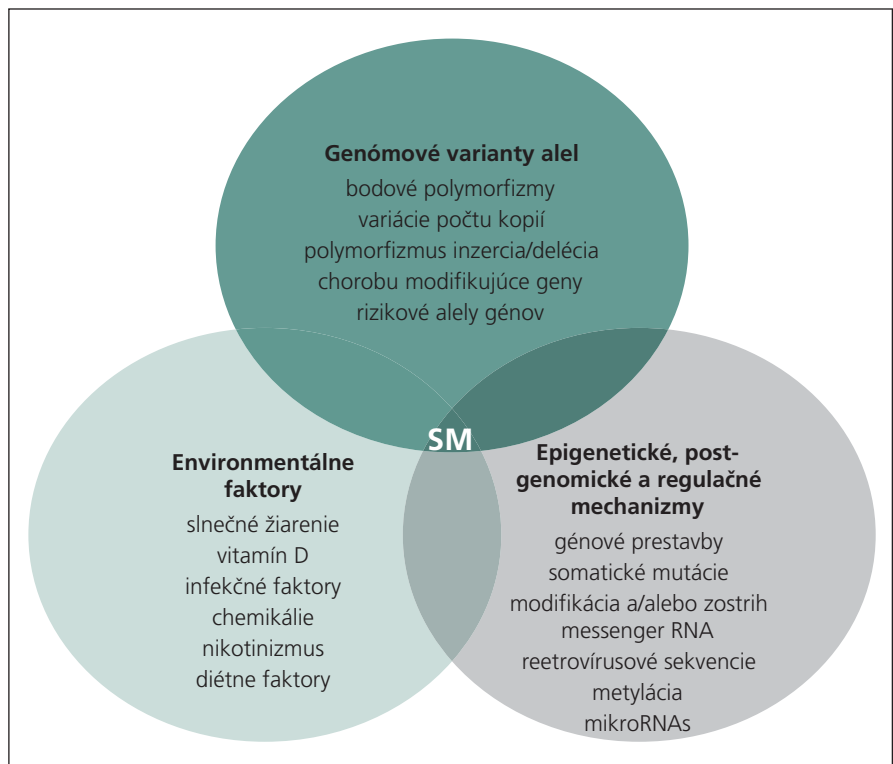 Genómové varianty alel
bodové polymorfizmy
variácie počtu kopií
polymorfizmus inzercia/delécia
chorobu modifikujúce geny
rizikové alely génov
SM
Environmentálne
faktory
slnečné žiarenie
vitamín D
infekčné faktory
chemikálie
nikotinizmus
diétne faktory
Epigenetické, post-
genomické a regulačné
mechanizmy
génové prestavby
somatické mutácie
modifikácia a/alebo zostrih
messenger RNA
reetrovírusové sekvencie
metylácia
mikroRNAs